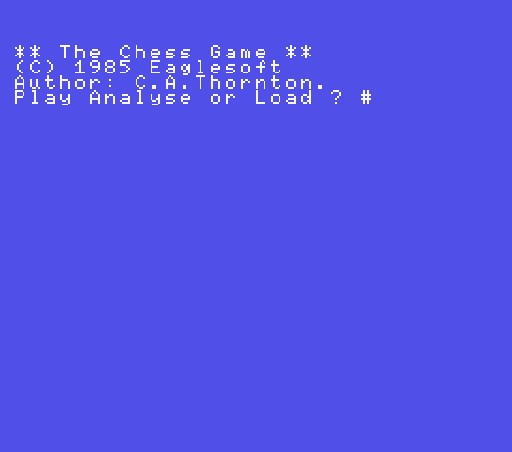 ** The Chess Game **
(C) 1985 Eaglesoft
Author: C.A.Thornton.
Play Analyse or Load ? #